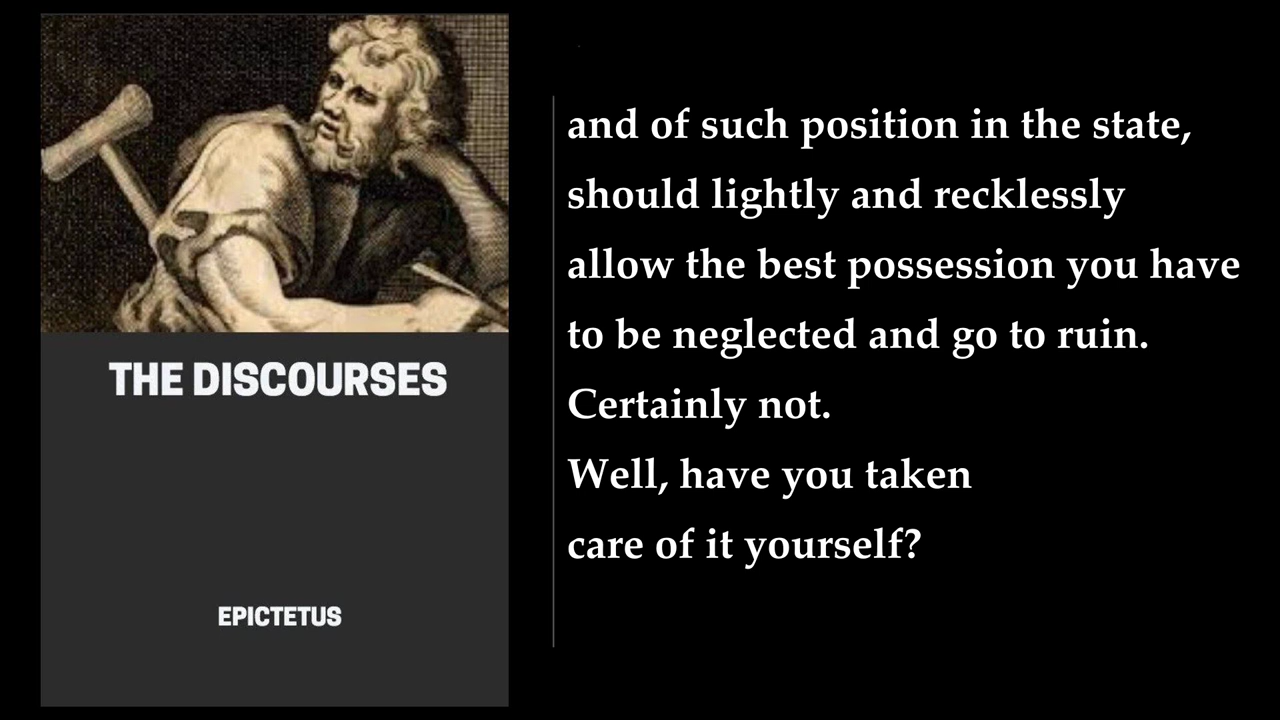 THE DISCOURSES
EPICTETUS
and of such position in the state,
should lightly and recklessly
allow the best possession you have
to be neglected and go to ruin.
Certainly not.
Well, have you taken
care of it yourself?